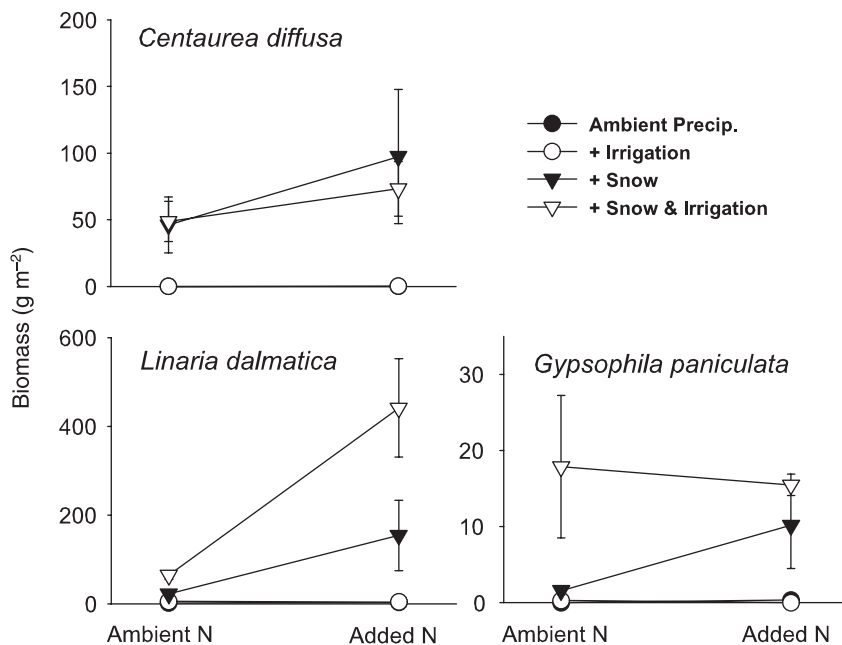 200
Centaurea diffusa
150
100
50
0
Ambient Precip.
+ Irrigation
+ Snow
+ Snow & Irrigation
Biomass (g m⁻²)
600
Linaria dalmatica
400
200
0
Ambient N
Added N
30
Gypsophila paniculata
20
10
0
Ambient N
Added N